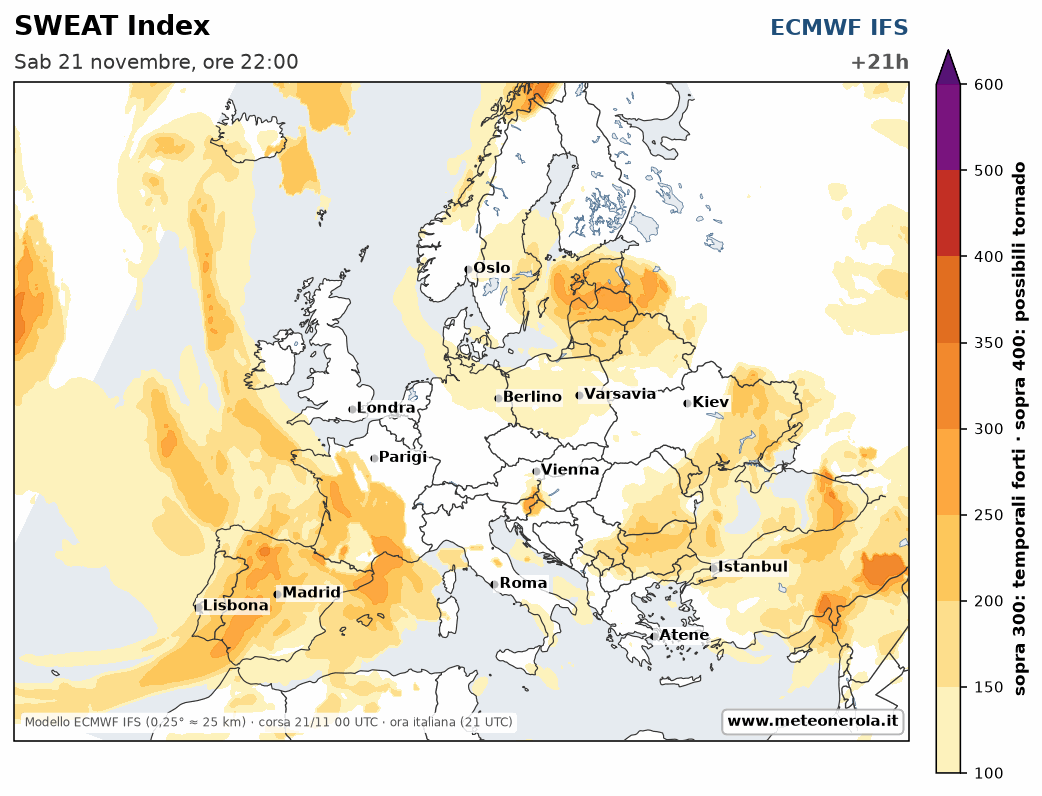 SWEAT Index
ECMWF IFS
Sab 21 novembre, ore 22:00
+21h
600
500
400
350
300
250
200
150
100
sopra 300: temporali forti · sopra 400: possibili tornado
Oslo
Berlino
Varsavia
Kiev
Londra
Parigi
Vienna
Istanbul
Roma
Madrid
Lisbona
Atene
Modello ECMWF IFS (0,25° ≈ 25 km) · corsa 21/11 00 UTC · ora italiana (21 UTC)
www.meteonerola.it